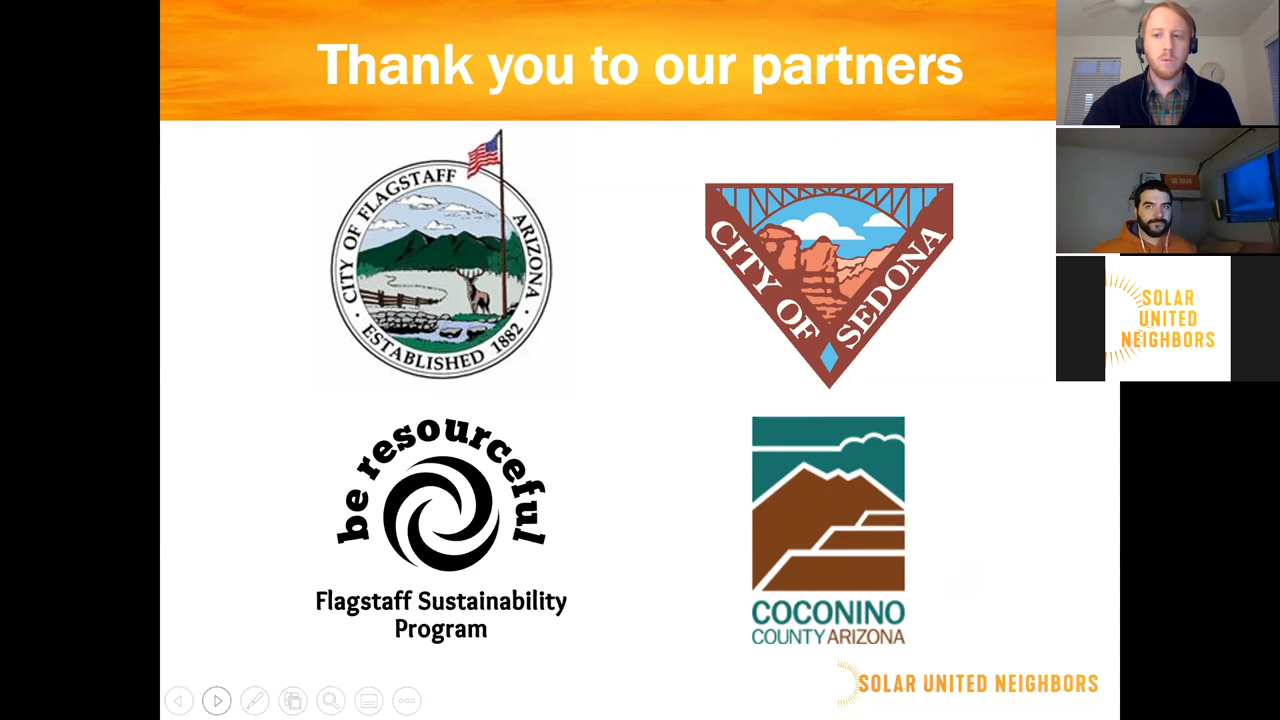 Thank you to our partners
CITY OF FLAGSTAFF ARIZONA
· ESTABLISHED 1882 ·
CITY OF SEDONA
be resourceful
Flagstaff Sustainability
Program
COCONINO
COUNTY ARIZONA
SOLAR UNITED NEIGHBORS
SOLAR
UNITED
NEIGHBORS